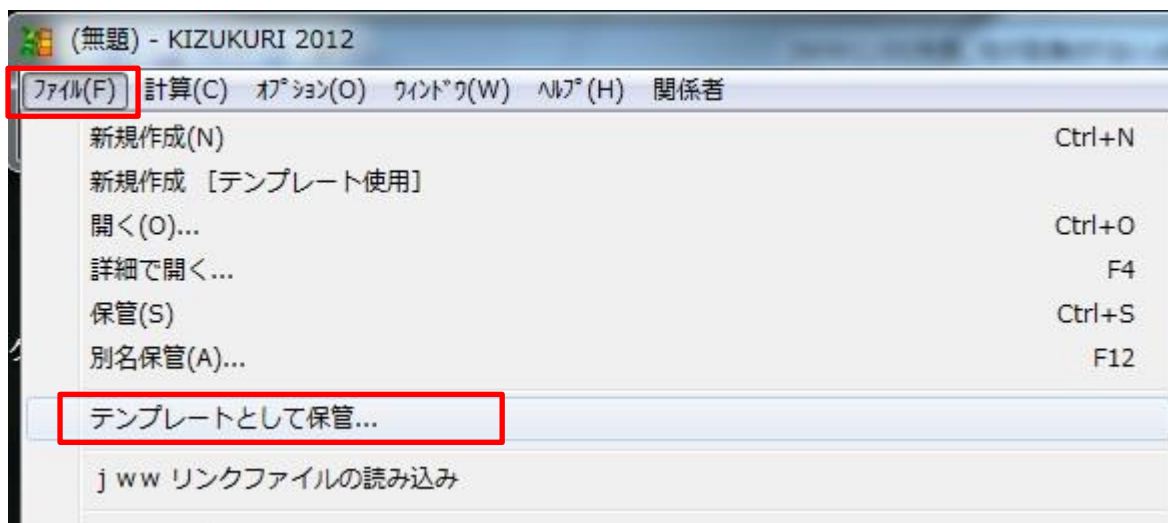 (無題) - KIZUKURI 2012
ﾌｧｲﾙ(F) 計算(C) ｵﾌﾟｼｮﾝ(O) ｳｨﾝﾄﾞｳ(W) ﾍﾙﾌﾟ(H) 関係者
新規作成(N) Ctrl+N
新規作成 [テンプレート使用]
開く(O)... Ctrl+O
詳細で開く... F4
保管(S) Ctrl+S
別名保管(A)... F12
テンプレートとして保管...
ｊｗｗ リンクファイルの読み込み